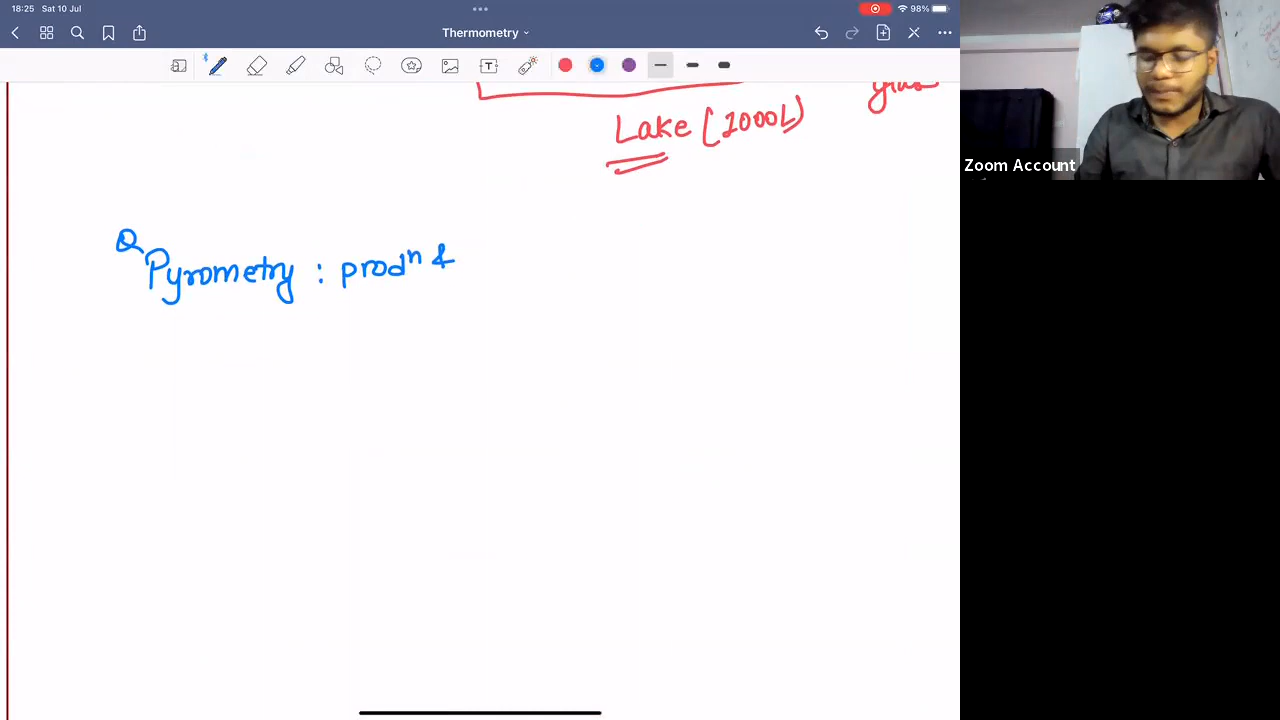 18:25 Sat 10 Jul
98%
Thermometry
T
Lake (1000L)
Zoom Account
Q
Pyrometry : prodⁿ &